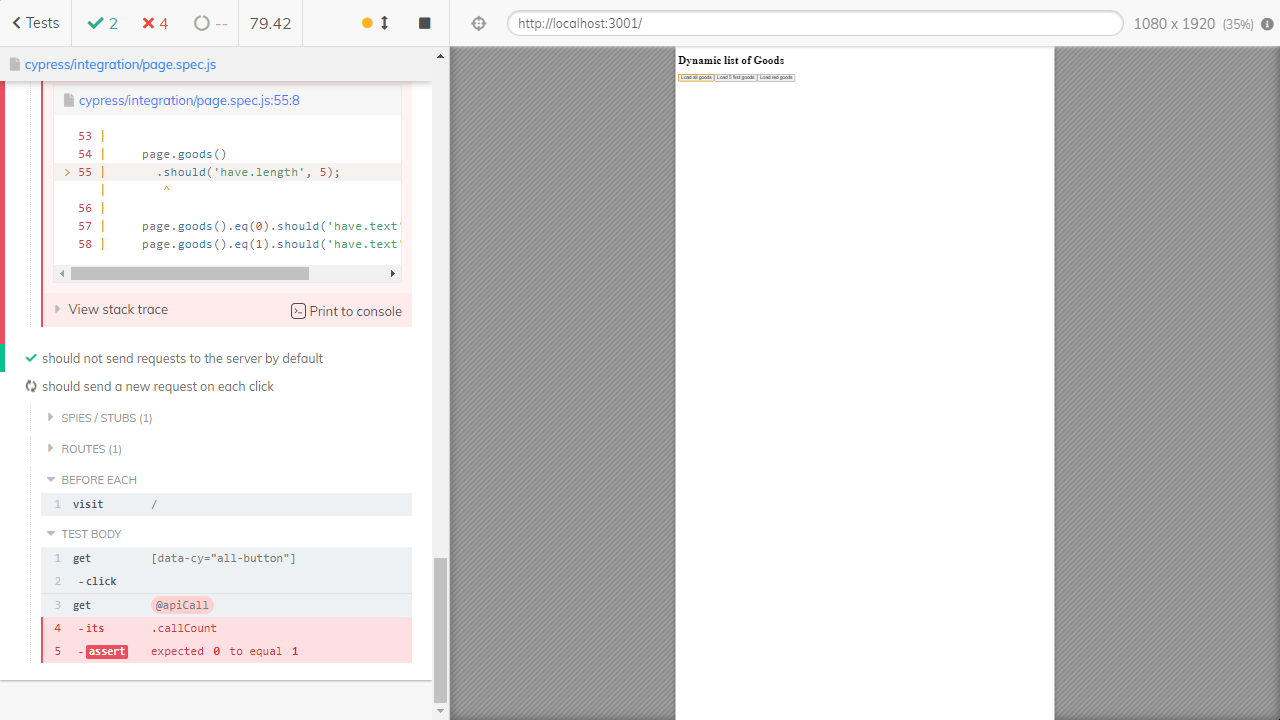 Tests 2 4 -- 79.42 http://localhost:3001/ 1080 x 1920 (35%)
cypress/integration/page.spec.js
cypress/integration/page.spec.js:55:8
53 |
54 | page.goods()
> 55 | .should('have.length', 5);
| ^
56 |
57 | page.goods().eq(0).should('have.text'
58 | page.goods().eq(1).should('have.text'
View stack trace Print to console
should not send requests to the server by default
should send a new request on each click
SPIES / STUBS (1)
ROUTES (1)
BEFORE EACH
1 visit /
TEST BODY
1 get [data-cy="all-button"]
2 -click
3 get @apiCall
4 -its .callCount
5 -assert expected 0 to equal 1
Dynamic list of Goods
Load all goods Load 5 first goods Load red goods